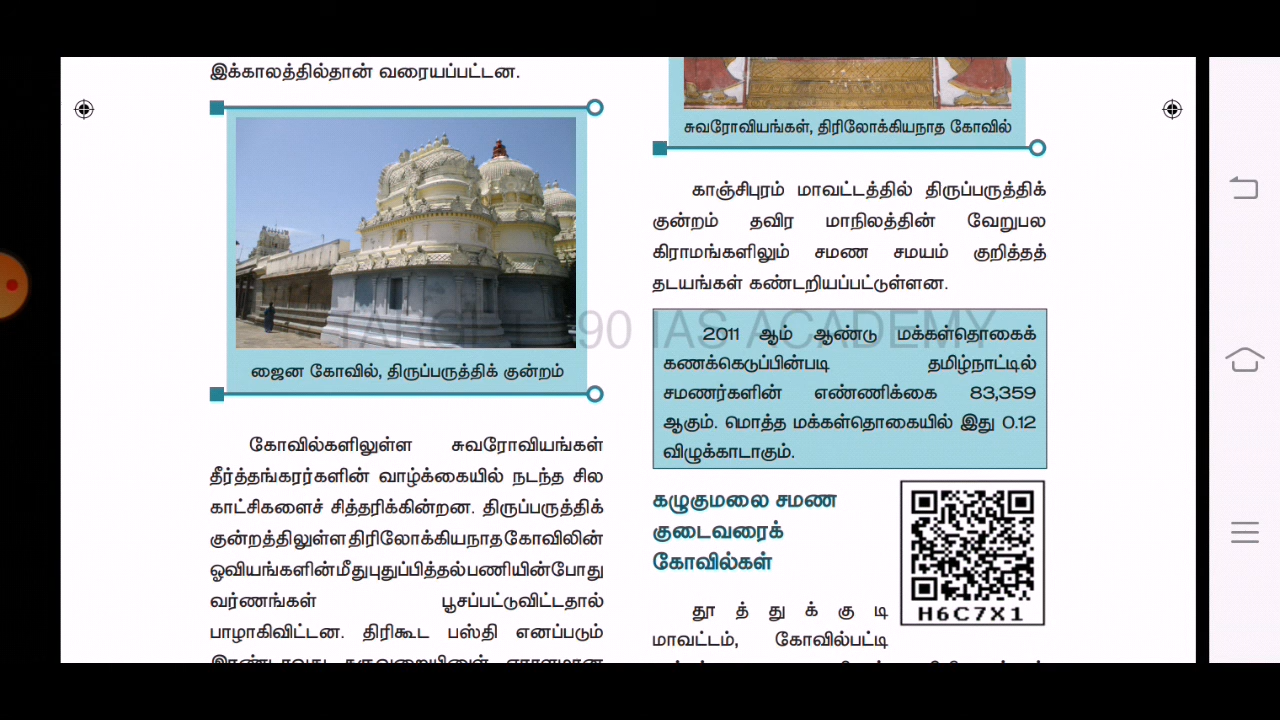 இக்காலத்தில்தான் வரையப்பட்டன.
ஜைன கோவில், திருப்பருத்திக் குன்றம்
கோவில்களிலுள்ள சுவரோவியங்கள்
தீர்த்தங்கரர்களின் வாழ்க்கையில் நடந்த சில
காட்சிகளைச் சித்தரிக்கின்றன. திருப்பருத்திக்
குன்றத்திலுள்ள திரிலோக்கியநாத கோவிலின்
ஓவியங்களின் மீது புதுப்பித்தல் பணியின்போது
வர்ணங்கள் பூசப்பட்டுவிட்டதால்
பாழாகிவிட்டன. திரிகூட பஸ்தி எனப்படும்
சுவரோவியங்கள், திரிலோக்கியநாத கோவில்
காஞ்சிபுரம் மாவட்டத்தில் திருப்பருத்திக்
குன்றம் தவிர மாநிலத்தின் வேறுபல
கிராமங்களிலும் சமண சமயம் குறித்தத்
தடயங்கள் கண்டறியப்பட்டுள்ளன.
2011 ஆம் ஆண்டு மக்கள்தொகைக்
கணக்கெடுப்பின்படி தமிழ்நாட்டில்
சமணர்களின் எண்ணிக்கை 83,359
ஆகும். மொத்த மக்கள்தொகையில் இது 0.12
விழுக்காடாகும்.
கழுகுமலை சமண
குடைவரைக்
கோவில்கள்
H6C7X1
தூத்துக்குடி
மாவட்டம், கோவில்பட்டி
90 IAS ACADEMY